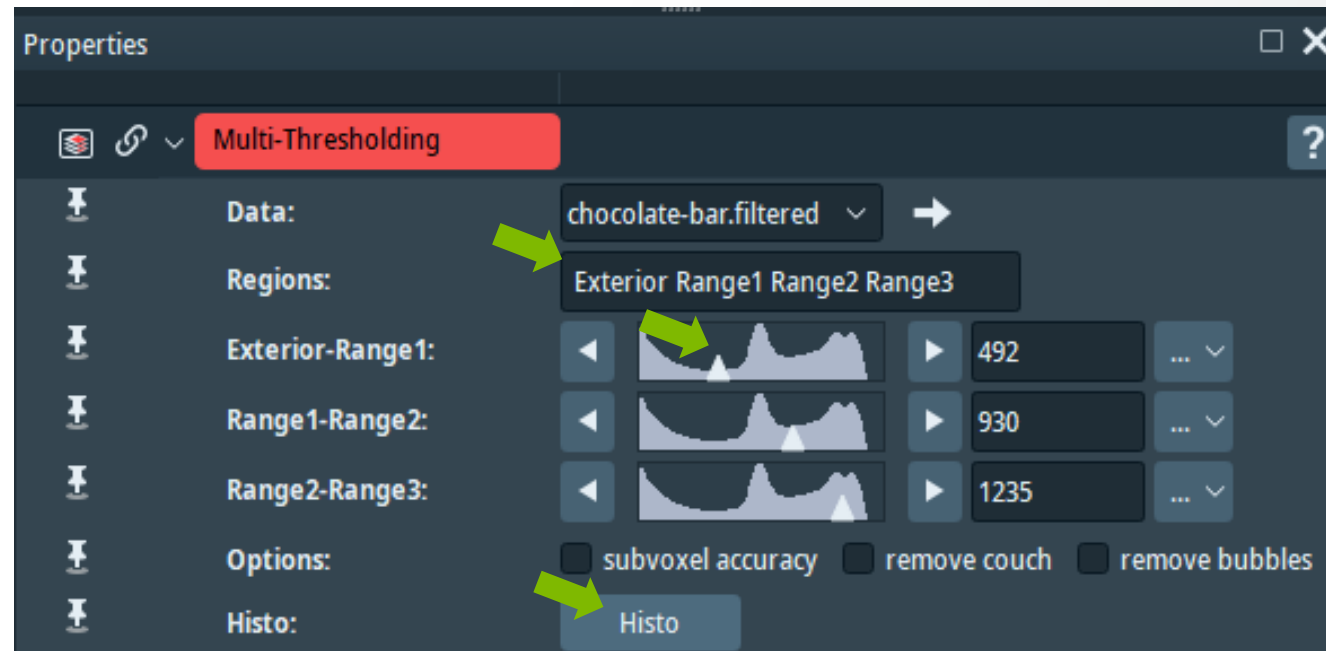 Properties
Multi-Thresholding ?
Data: chocolate-bar.filtered
Regions: Exterior Range1 Range2 Range3
Exterior-Range1: 492 ...
Range1-Range2: 930 ...
Range2-Range3: 1235 ...
Options: subvoxel accuracy remove couch remove bubbles
Histo: Histo